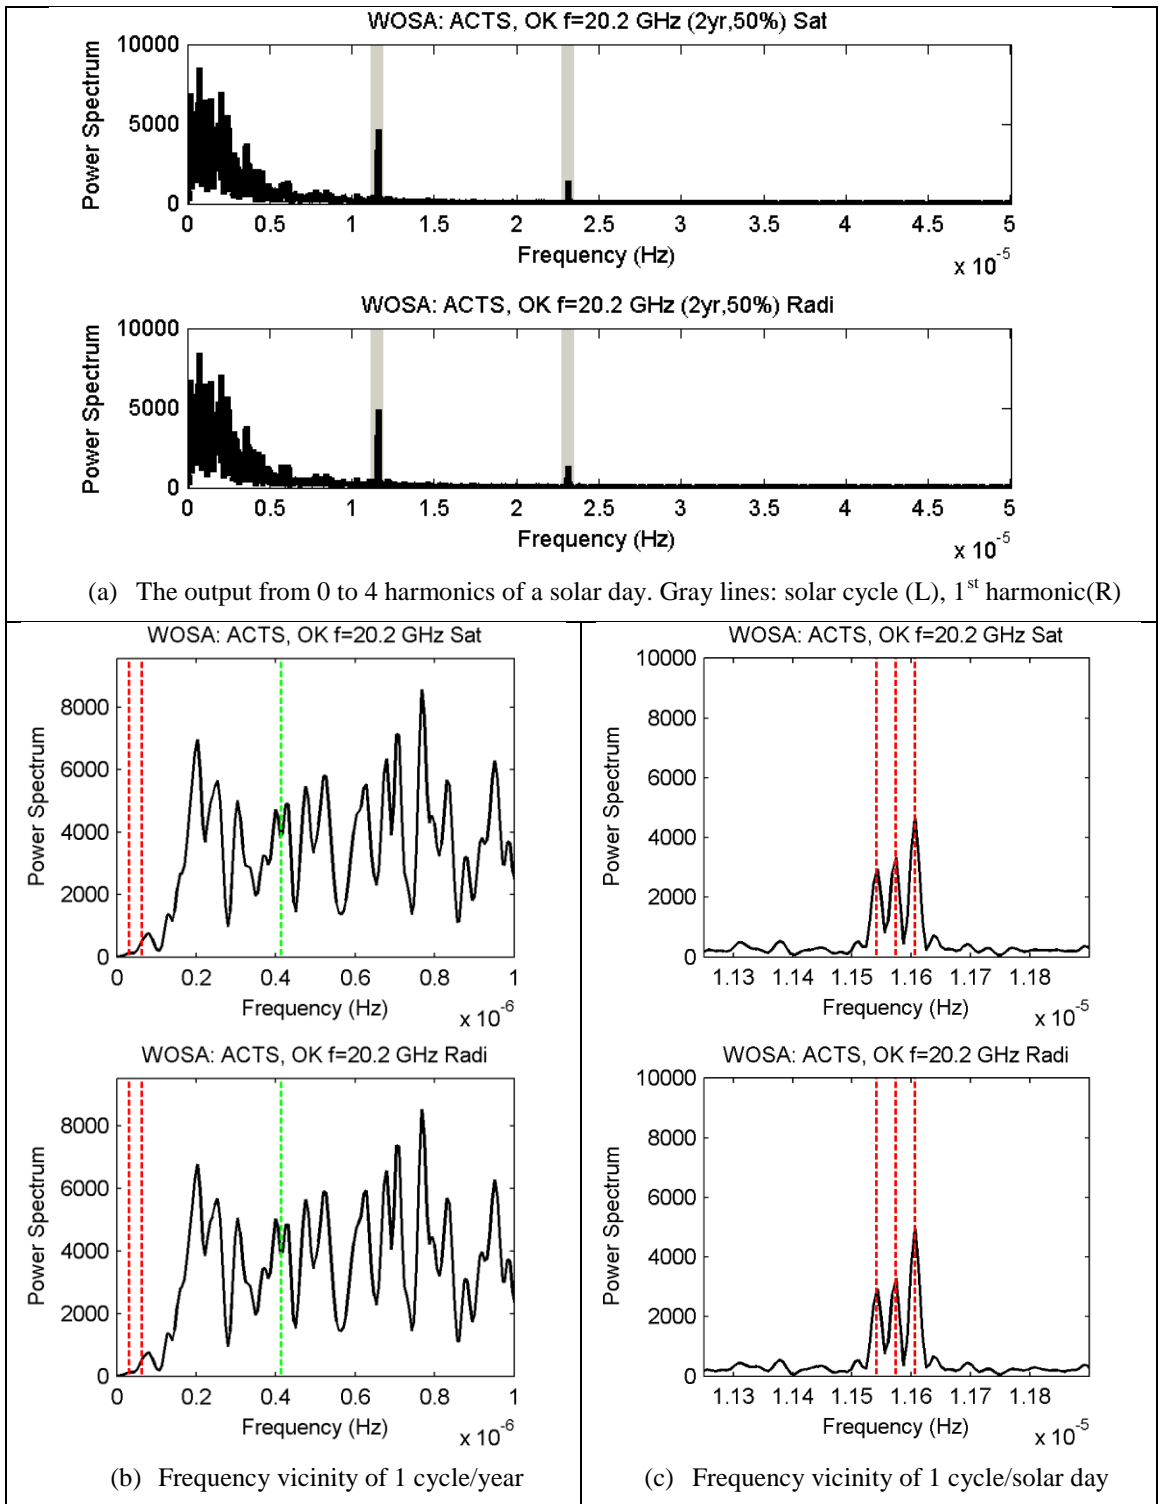 WOSA: ACTS, OK f=20.2 GHz (2yr,50%) Sat
10000
5000
0
Power Spectrum
0 0.5 1 1.5 2 2.5 3 3.5 4 4.5 5
Frequency (Hz)
x 10-5
WOSA: ACTS, OK f=20.2 GHz (2yr,50%) Radi
10000
5000
0
Power Spectrum
0 0.5 1 1.5 2 2.5 3 3.5 4 4.5 5
Frequency (Hz)
x 10-5
(a) The output from 0 to 4 harmonics of a solar day. Gray lines: solar cycle (L), 1st harmonic(R)
WOSA: ACTS, OK f=20.2 GHz Sat
8000
6000
4000
2000
0
Power Spectrum
0 0.2 0.4 0.6 0.8 1
Frequency (Hz)
x 10-6
WOSA: ACTS, OK f=20.2 GHz Radi
8000
6000
4000
2000
0
Power Spectrum
0 0.2 0.4 0.6 0.8 1
Frequency (Hz)
x 10-6
(b) Frequency vicinity of 1 cycle/year
WOSA: ACTS, OK f=20.2 GHz Sat
10000
8000
6000
4000
2000
0
Power Spectrum
1.13 1.14 1.15 1.16 1.17 1.18
Frequency (Hz)
x 10-5
WOSA: ACTS, OK f=20.2 GHz Radi
10000
8000
6000
4000
2000
0
Power Spectrum
1.13 1.14 1.15 1.16 1.17 1.18
Frequency (Hz)
x 10-5
(c) Frequency vicinity of 1 cycle/solar day